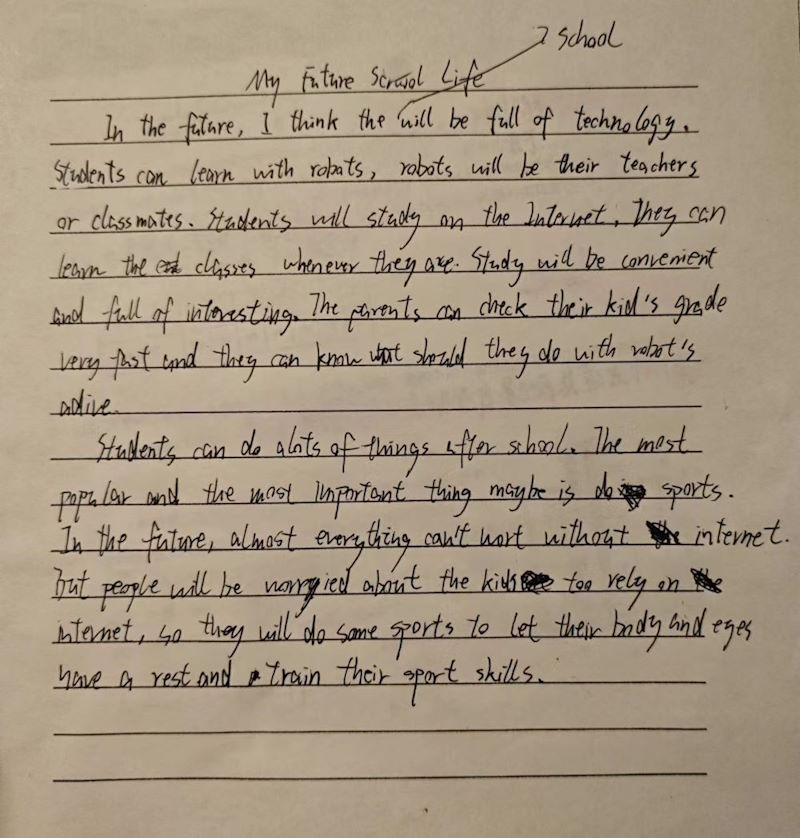 school
My Future School Life
In the future, I think the will be full of technology.
Students can learn with robats, robots will be their teachers
or classmates. Students will study on the Internet. They can
learn the classes whenever they are. Study will be convenient
and full of interesting. The parents can check their kid's grade
very fast and they can know what should they do with robot's
adive.
Students can do alots of things after school. The most
popular and the most important thing maybe is do sports.
In the future, almost everything can't wort without internet.
But people will be worryied about the kids too rely on
internet, so they will do some sports to let their body and eyes
have a rest and train their sport skills.